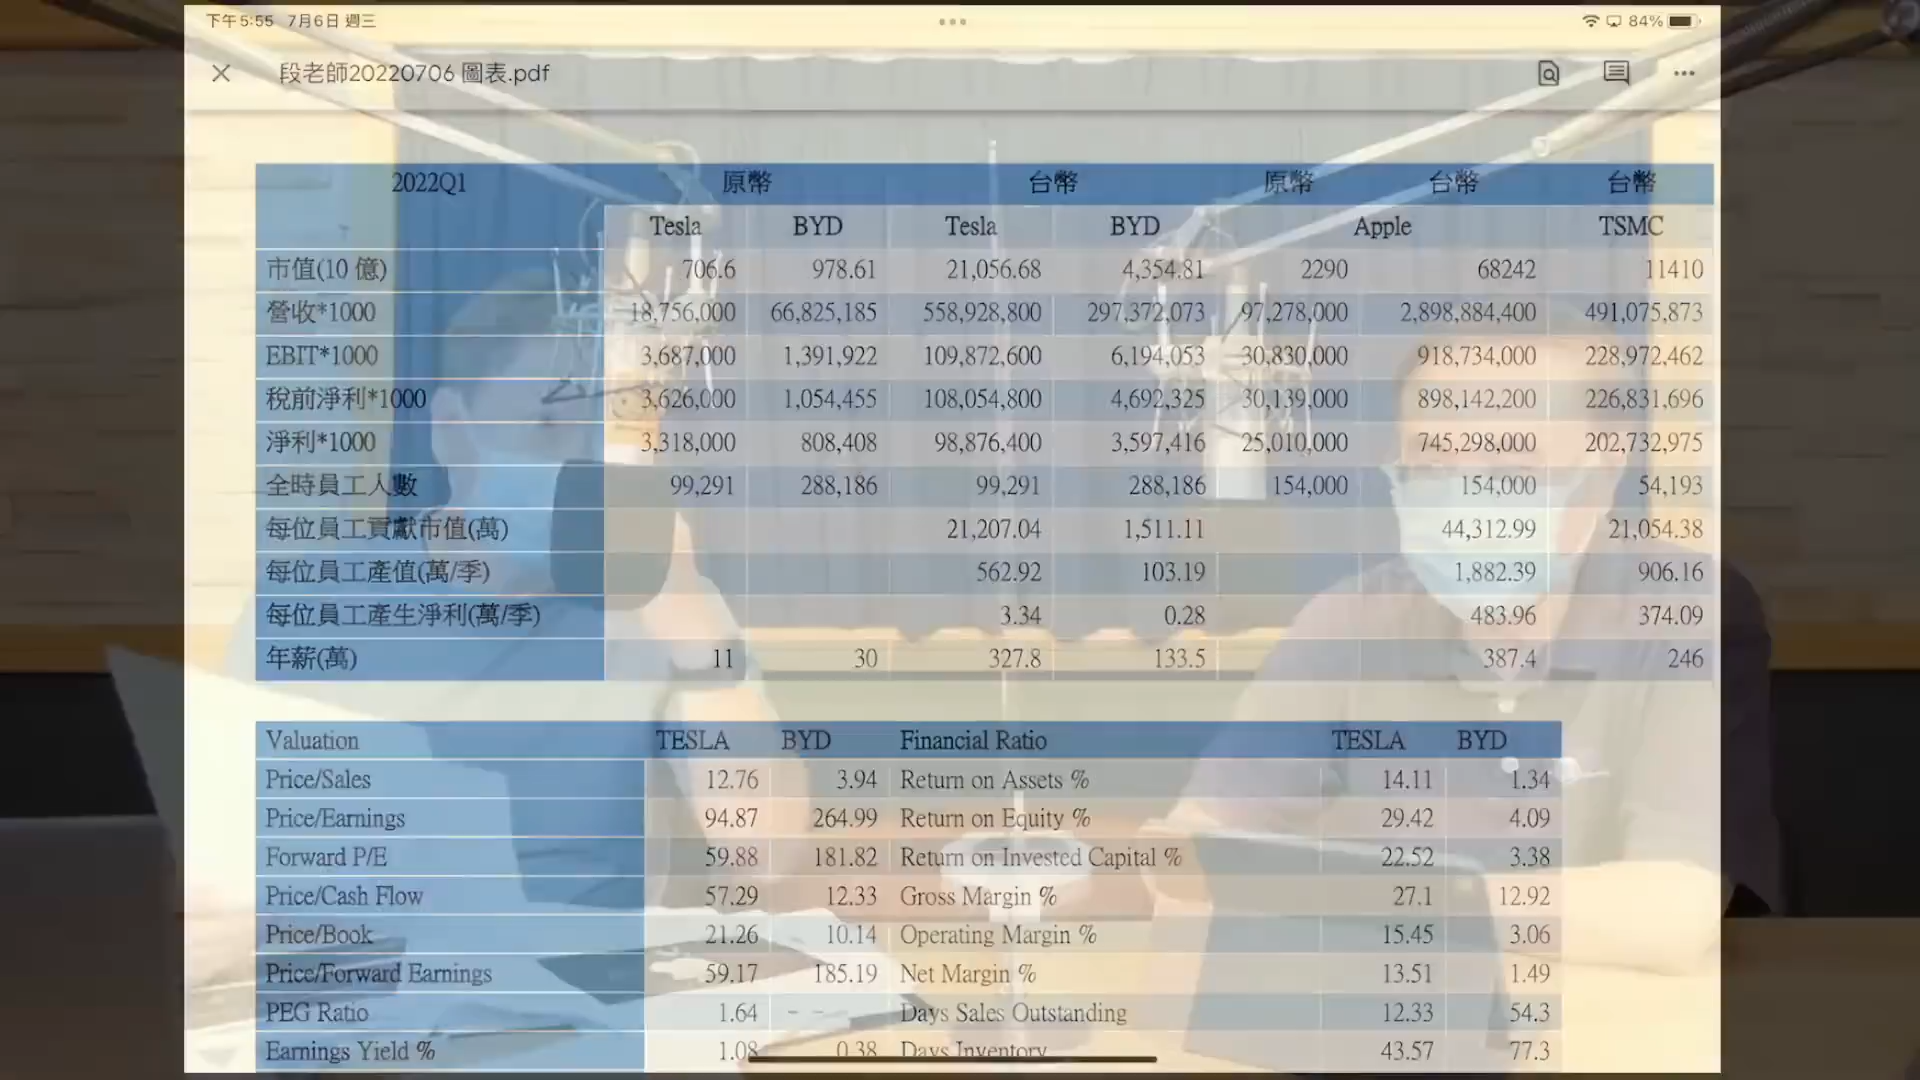 下午5:55 7月6日 週三
84%
段老師20220706 圖表.pdf
2022Q1 原幣 台幣 原幣 台幣 台幣
Tesla BYD Tesla BYD Apple TSMC
市值(10 億) 706.6 978.61 21,056.68 4,354.81 2290 68242 11410
營收*1000 18,756,000 66,825,185 558,928,800 297,372,073 97,278,000 2,898,884,400 491,075,873
EBIT*1000 3,687,000 1,391,922 109,872,600 6,194,053 30,830,000 918,734,000 228,972,462
稅前淨利*1000 3,626,000 1,054,455 108,054,800 4,692,325 30,139,000 898,142,200 226,831,696
淨利*1000 3,318,000 808,408 98,876,400 3,597,416 25,010,000 745,298,000 202,732,975
全時員工人數 99,291 288,186 99,291 288,186 154,000 154,000 54,193
每位員工貢獻市值(萬) 21,207.04 1,511.11 44,312.99 21,054.38
每位員工產值(萬/季) 562.92 103.19 1,882.39 906.16
每位員工產生淨利(萬/季) 3.34 0.28 483.96 374.09
年薪(萬) 11 30 327.8 133.5 387.4 246
Valuation TESLA BYD Financial Ratio TESLA BYD
Price/Sales 12.76 3.94 Return on Assets % 14.11 1.34
Price/Earnings 94.87 264.99 Return on Equity % 29.42 4.09
Forward P/E 59.88 181.82 Return on Invested Capital % 22.52 3.38
Price/Cash Flow 57.29 12.33 Gross Margin % 27.1 12.92
Price/Book 21.26 10.14 Operating Margin % 15.45 3.06
Price/Forward Earnings 59.17 185.19 Net Margin % 13.51 1.49
PEG Ratio 1.64 -- Days Sales Outstanding 12.33 54.3
Earnings Yield % 1.08 0.38 Days Inventory 43.57 77.3